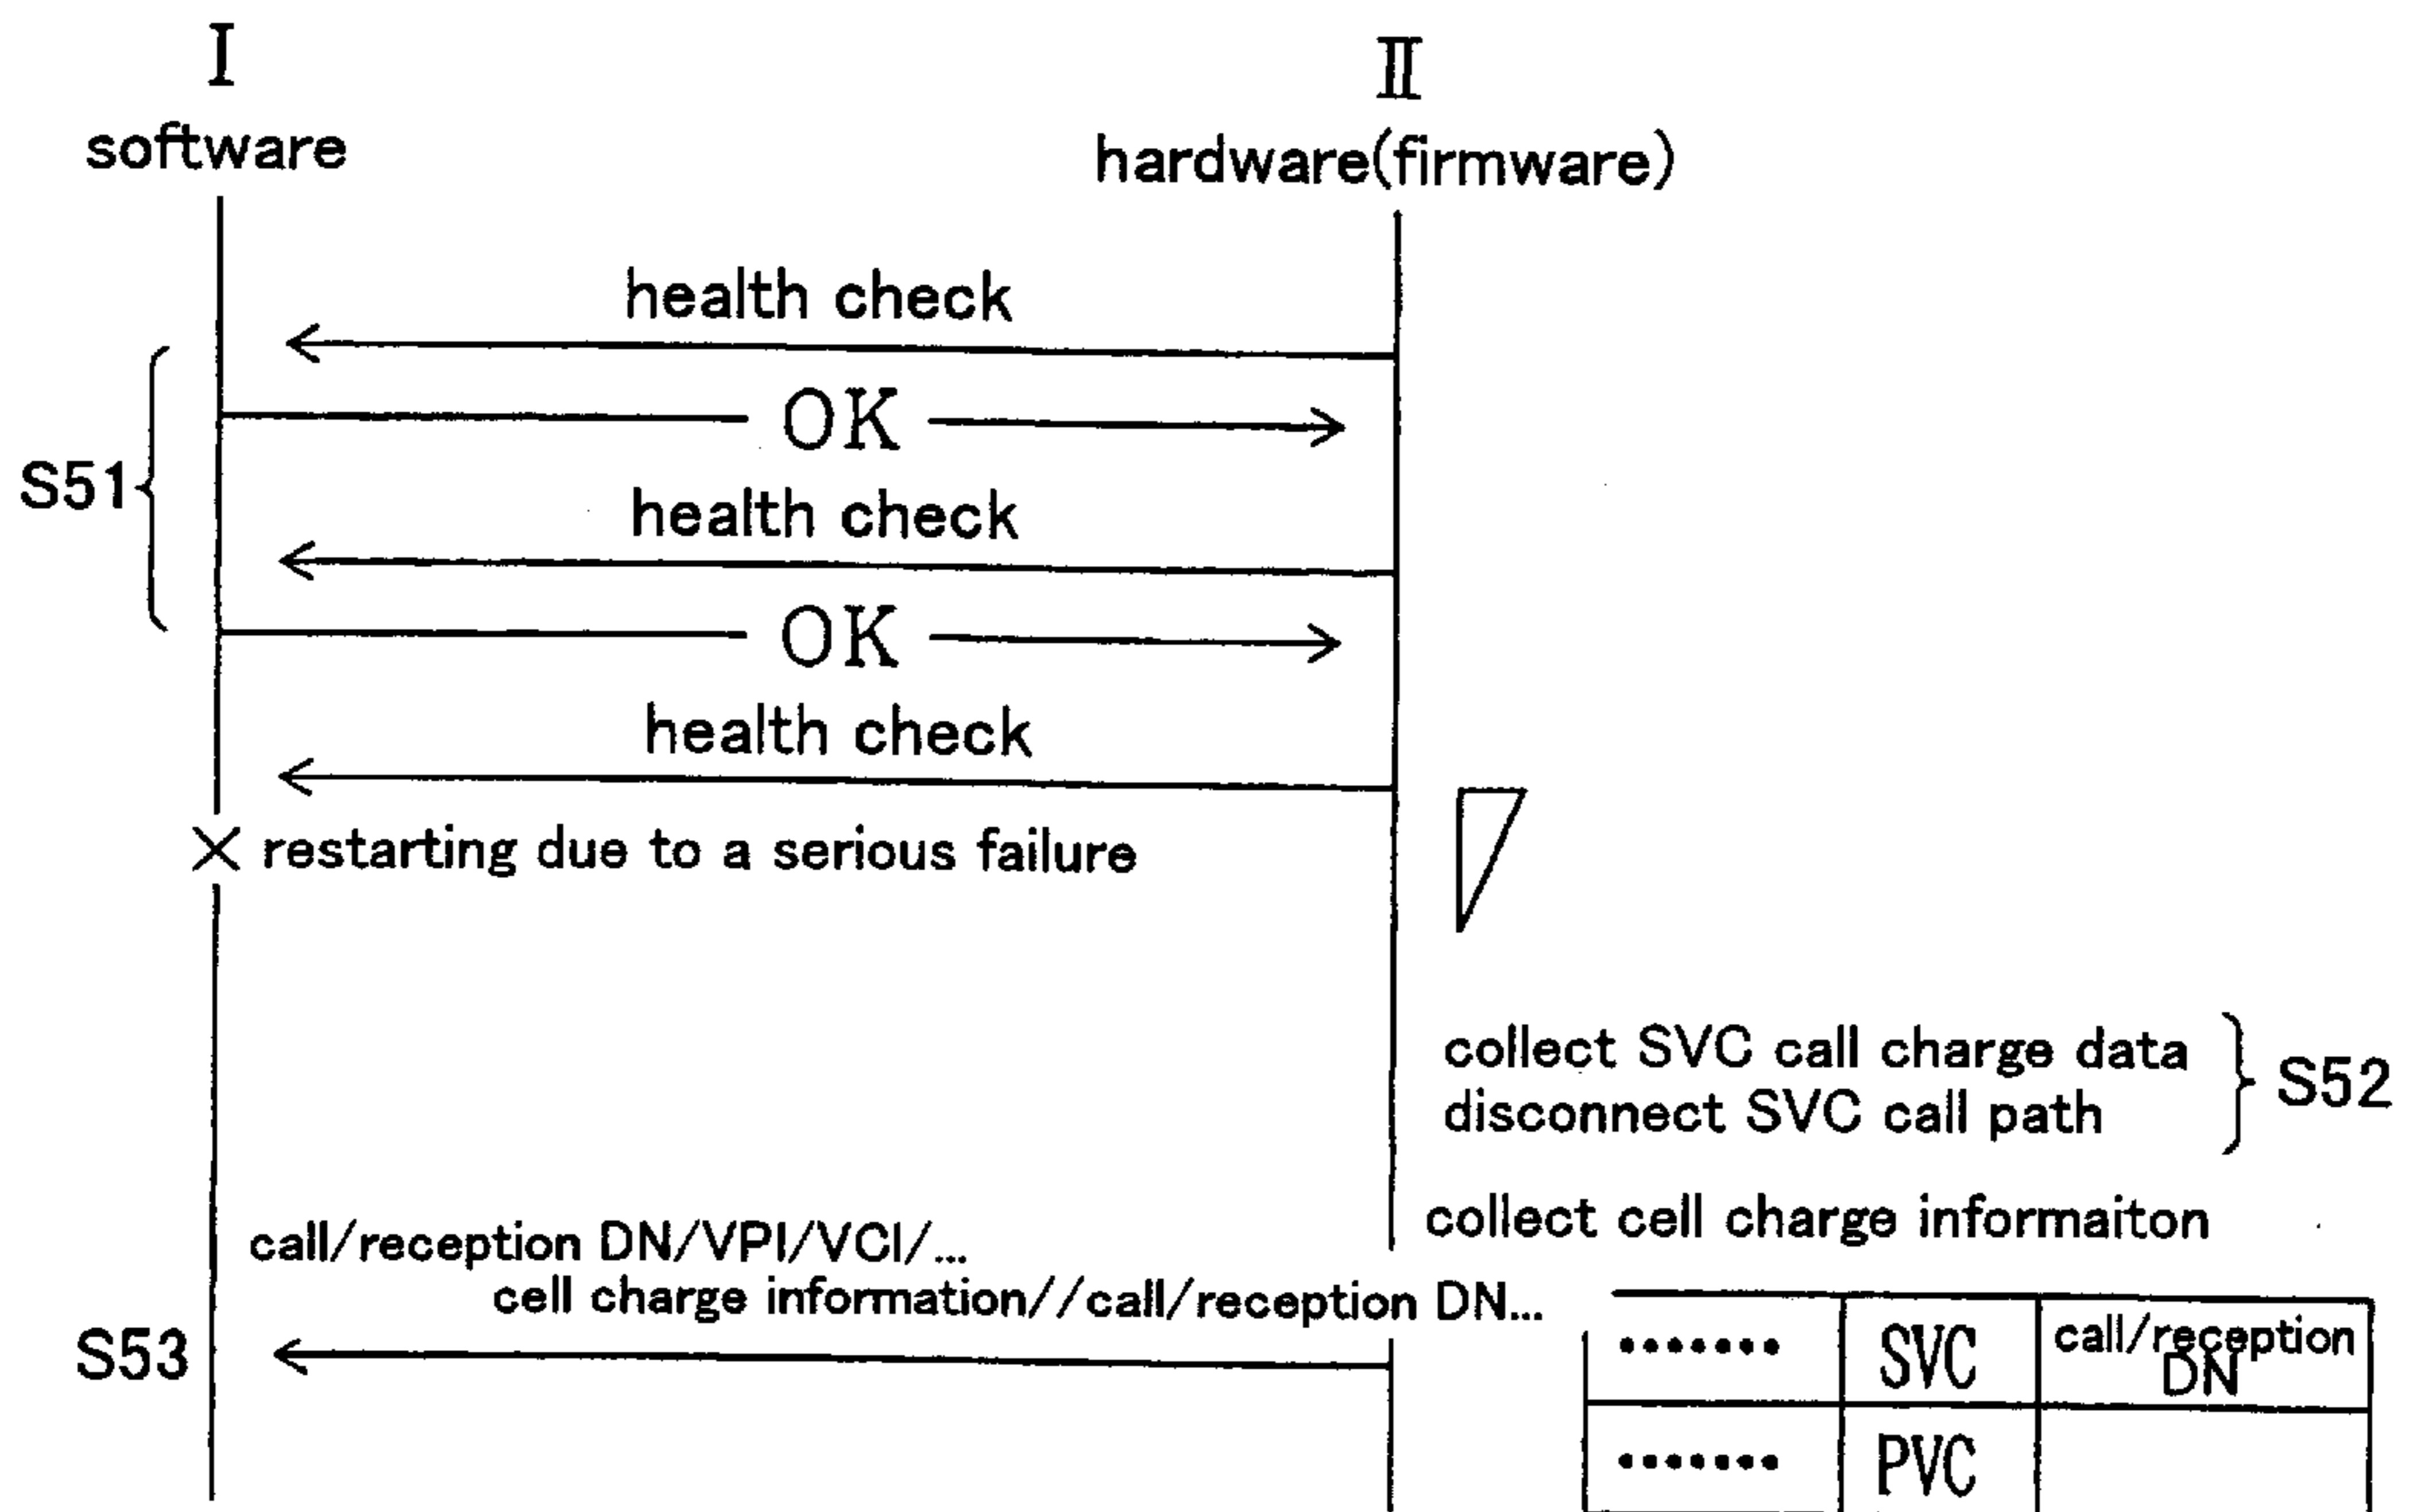 I
II
software
hardware(firmware)
health check
OK
S51
health check
OK
health check
× restarting due to a serious failure
collect SVC call charge data
disconnect SVC call path
S52
collect cell charge informaiton
call/reception DN/VPI/VCI/...
cell charge information//call/reception DN...
S53
....... SVC call/reception
DN
....... PVC